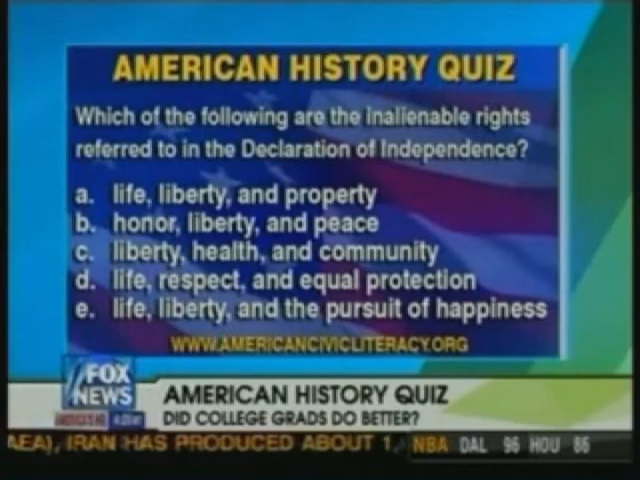 AMERICAN HISTORY QUIZ
Which of the following are the inalienable rights
referred to in the Declaration of Independence?
a. life, liberty, and property
b. honor, liberty, and peace
c. liberty, health, and community
d. life, respect, and equal protection
e. life, liberty, and the pursuit of happiness
WWW.AMERICANCIVICLITERACY.ORG
FOX
NEWS
AMERICAN HISTORY QUIZ
DID COLLEGE GRADS DO BETTER?
AEA), IRAN HAS PRODUCED ABOUT 1, NBA DAL 96 HOU 86